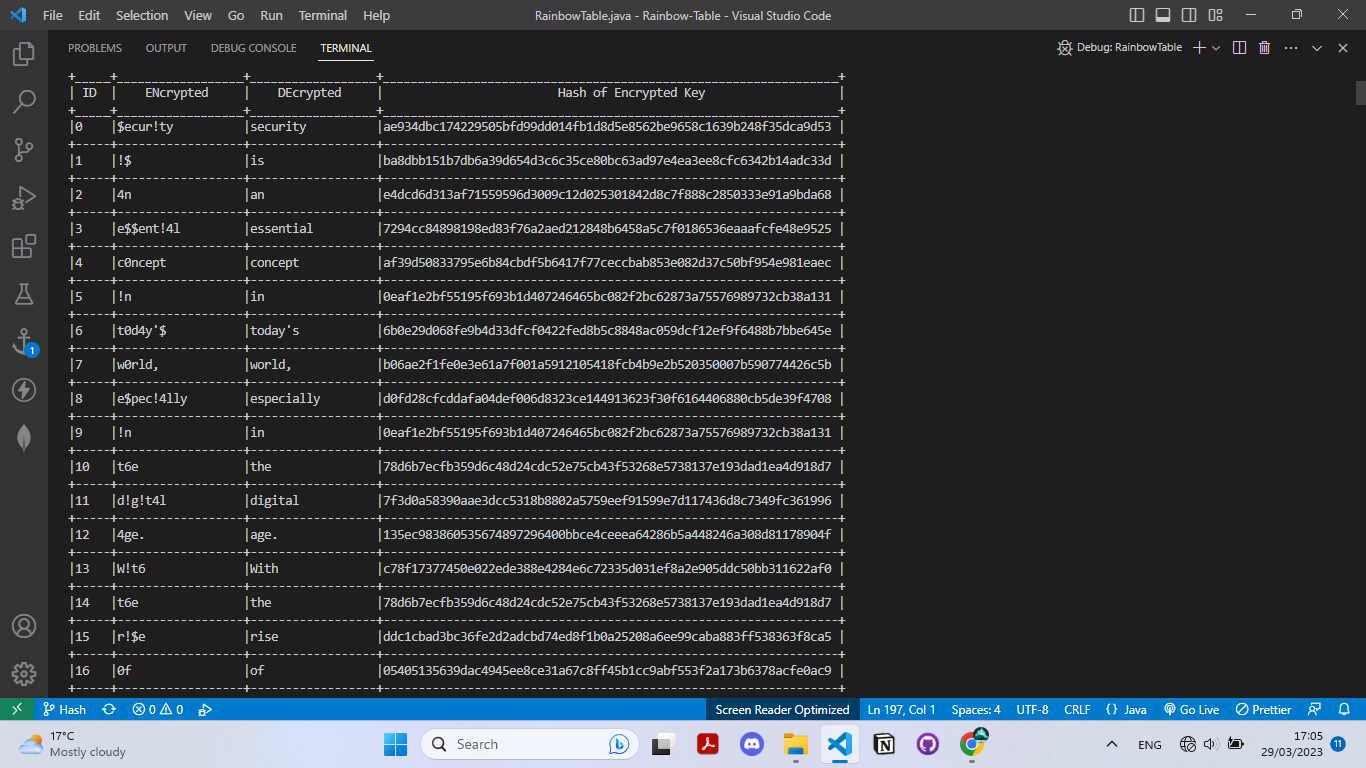 File Edit Selection View Go Run Terminal Help RainbowTable.java - Rainbow-Table - Visual Studio Code
PROBLEMS OUTPUT DEBUG CONSOLE TERMINAL Debug: RainbowTable
| ID | ENcrypted | DEcrypted | Hash of Encrypted Key |
|0 |$ecur!ty |security |ae934dbc174229505bfd99dd014fb1d8d5e8562be9658c1639b248f35dca9d53 |
|1 |!$ |is |ba8dbb151b7db6a39d654d3c6c35ce80bc63ad97e4ea3ee8cfc6342b14adc33d |
|2 |4n |an |e4dcd6d313af71559596d3009c12d025301842d8c7f888c2850333e91a9bda68 |
|3 |e$$ent!4l |essential |7294cc84898198ed83f76a2aed212848b6458a5c7f0186536eaaafcfe48e9525 |
|4 |c0ncept |concept |af39d50833795e6b84cbdf5b6417f77ceccbab853e082d37c50bf954e981eaec |
|5 |!n |in |0eaf1e2bf55195f693b1d407246465bc082f2bc62873a75576989732cb38a131 |
|6 |t0d4y'$ |today's |6b0e29d068fe9b4d33dfcf0422fed8b5c8848ac059dcf12ef9f6488b7bbe645e |
|7 |w0rld, |world, |b06ae2f1fe0e3e61a7f001a5912105418fcb4b9e2b520350007b590774426c5b |
|8 |e$pec!4lly |especially |d0fd28cfcddafa04def006d8323ce144913623f30f6164406880cb5de39f4708 |
|9 |!n |in |0eaf1e2bf55195f693b1d407246465bc082f2bc62873a75576989732cb38a131 |
|10 |t6e |the |78d6b7ecfb359d6c48d24cdc52e75cb43f53268e5738137e193dad1ea4d918d7 |
|11 |d!g!t4l |digital |7f3d0a58390aae3dcc5318b8802a5759eef91599e7d117436d8c7349fc361996 |
|12 |4ge. |age. |135ec983860535674897296400bbce4ceeea64286b5a448246a308d81178904f |
|13 |W!t6 |With |c78f17377450e022ede388e4284e6c72335d031ef8a2e905ddc50bb311622af0 |
|14 |t6e |the |78d6b7ecfb359d6c48d24cdc52e75cb43f53268e5738137e193dad1ea4d918d7 |
|15 |r!$e |rise |ddc1cbad3bc36fe2d2adcbd74ed8f1b0a25208a6ee99caba883ff538363f8ca5 |
|16 |0f |of |05405135639dac4945ee8ce31a67c8ff45b1cc9abf553f2a173b6378acfe0ac9 |
1
Hash 0 0 Screen Reader Optimized Ln 197, Col 1 Spaces: 4 UTF-8 CRLF {} Java Go Live Prettier
17°C
Mostly cloudy
Search
ENG
17:05
29/03/2023
11